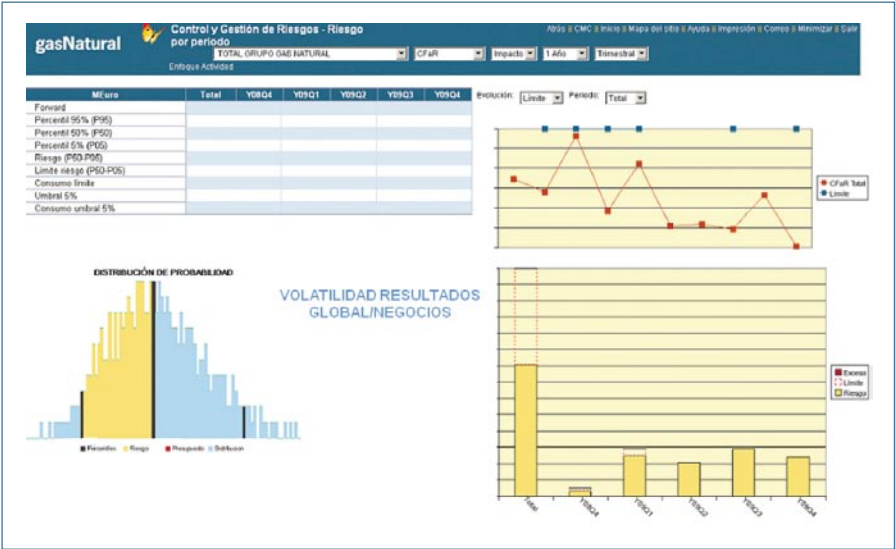 gasNatural
Control y Gestión de Riesgos - Riesgo
por periodo
Atrás || CMC || Inicio || Mapa del sitio || Ayuda || Impresión || Correo || Minimizar || Salir
TOTAL GRUPO GAS NATURAL
CFaR
Impacto
1 Año
Trimestral
Enfoque Actividad
MEuro Total Y08Q4 Y09Q1 Y09Q2 Y09Q3 Y09Q4
Forward
Percentil 95% (P95)
Percentil 50% (P50)
Percentil 5% (P05)
Riesgo (P50-P05)
Límite riesgo (P50-P05)
Consumo límite
Umbral 5%
Consumo umbral 5%
Evolución: Límite Periodo: Total
CFaR Total
Límite
DISTRIBUCIÓN DE PROBABILIDAD
Percentiles Riesgo Presupuesto Distribucion
VOLATILIDAD RESULTADOS
GLOBAL/NEGOCIOS
Exceso
Límite
Riesgo
Total Y08Q4 Y09Q1 Y09Q2 Y09Q3 Y09Q4